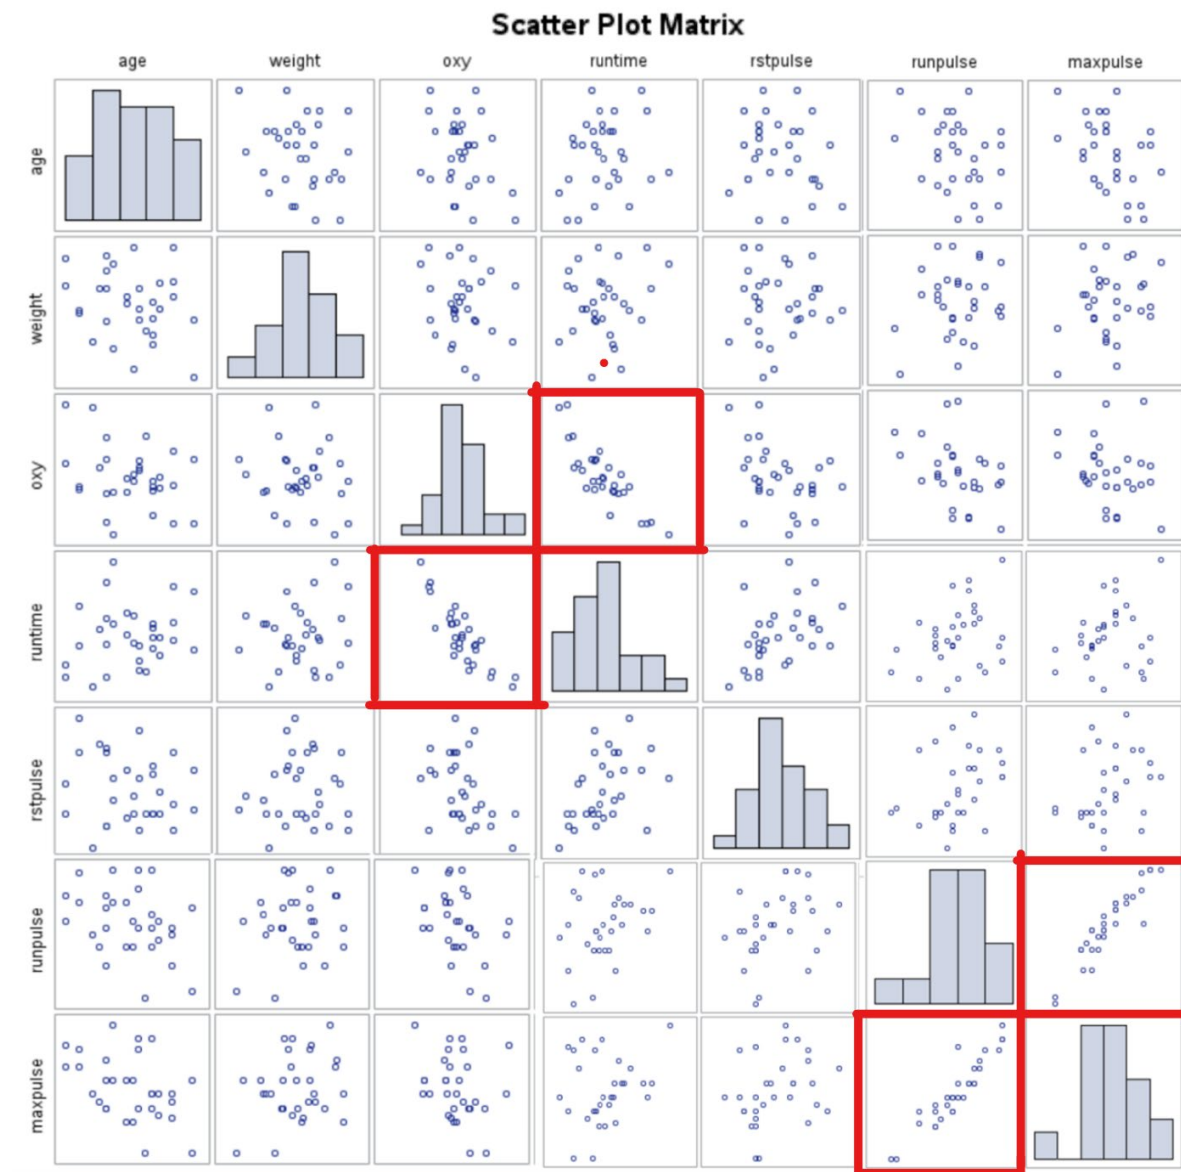 Scatter Plot Matrix
age weight oxy runtime rstpulse runpulse maxpulse
age
weight
oxy
runtime
rstpulse
runpulse
maxpulse